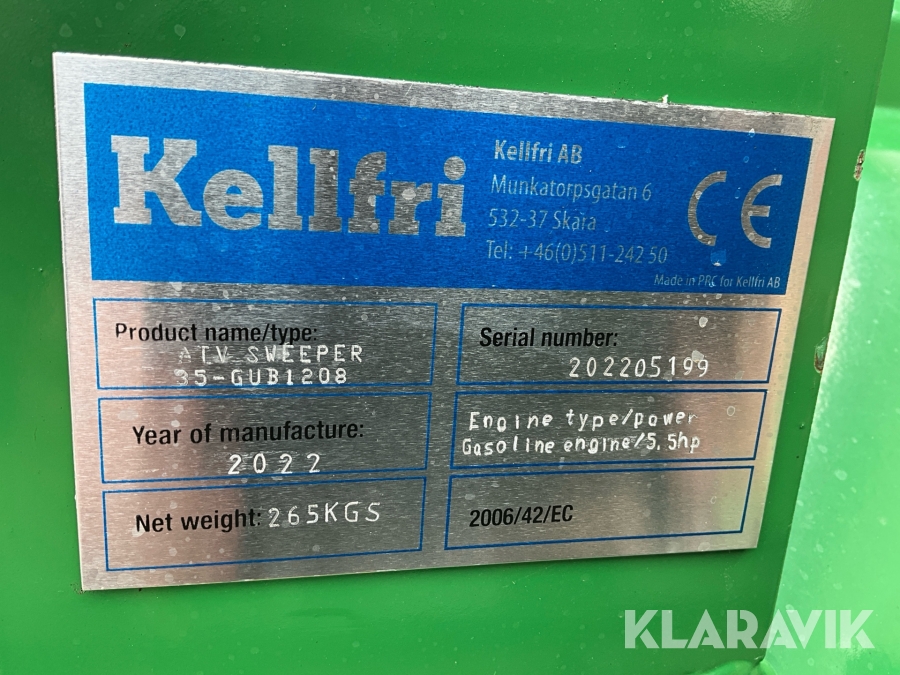 Kellfri
Kellfri AB
Munkatorpsgatan 6
532-37 Skara
Tel: +46(0)511-242 50
CE
Made in PRC for Kellfri AB
Product name/type:
ATV SWEEPER
35-GUB1208
Serial number:
202205199
Year of manufacture:
2022
Engine type/power
Gasoline engine/5.5hp
Net weight: 265KGS
2006/42/EC
KLARAVIK